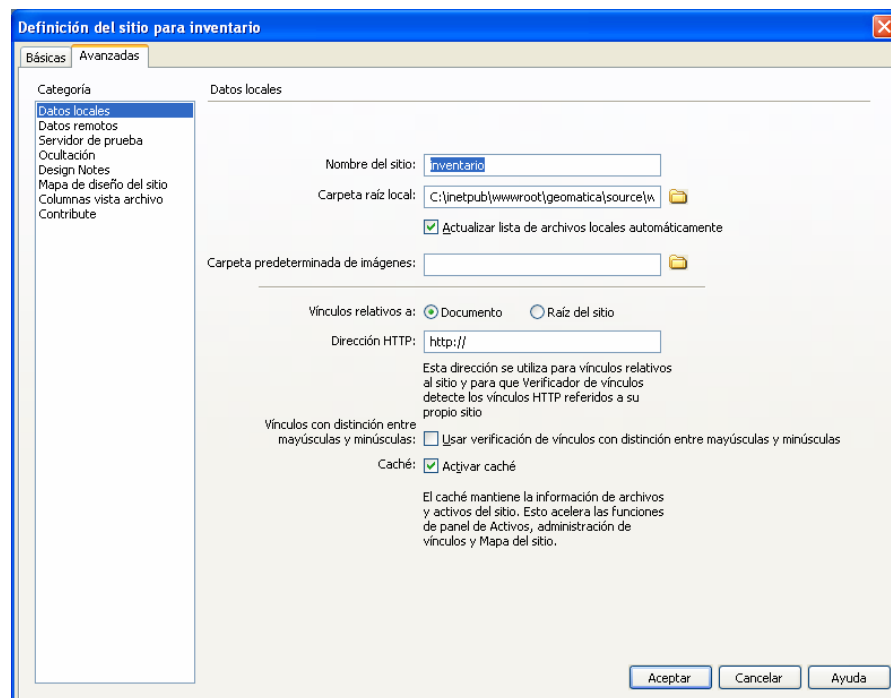 Definición del sitio para inventario
Básicas Avanzadas
Categoría
Datos locales
Datos remotos
Servidor de prueba
Ocultación
Design Notes
Mapa de diseño del sitio
Columnas vista archivo
Contribute
Datos locales
Nombre del sitio: inventario
Carpeta raíz local: C:\inetpub\wwwroot\geomatica\source\w
Actualizar lista de archivos locales automáticamente
Carpeta predeterminada de imágenes:
Vínculos relativos a: Documento Raíz del sitio
Dirección HTTP: http://
Esta dirección se utiliza para vínculos relativos
al sitio y para que Verificador de vínculos
detecte los vínculos HTTP referidos a su
propio sitio
Vínculos con distinción entre
mayúsculas y minúsculas: Usar verificación de vínculos con distinción entre mayúsculas y minúsculas
Caché: Activar caché
El caché mantiene la información de archivos
y activos del sitio. Esto acelera las funciones
de panel de Activos, administración de
vínculos y Mapa del sitio.
Aceptar Cancelar Ayuda